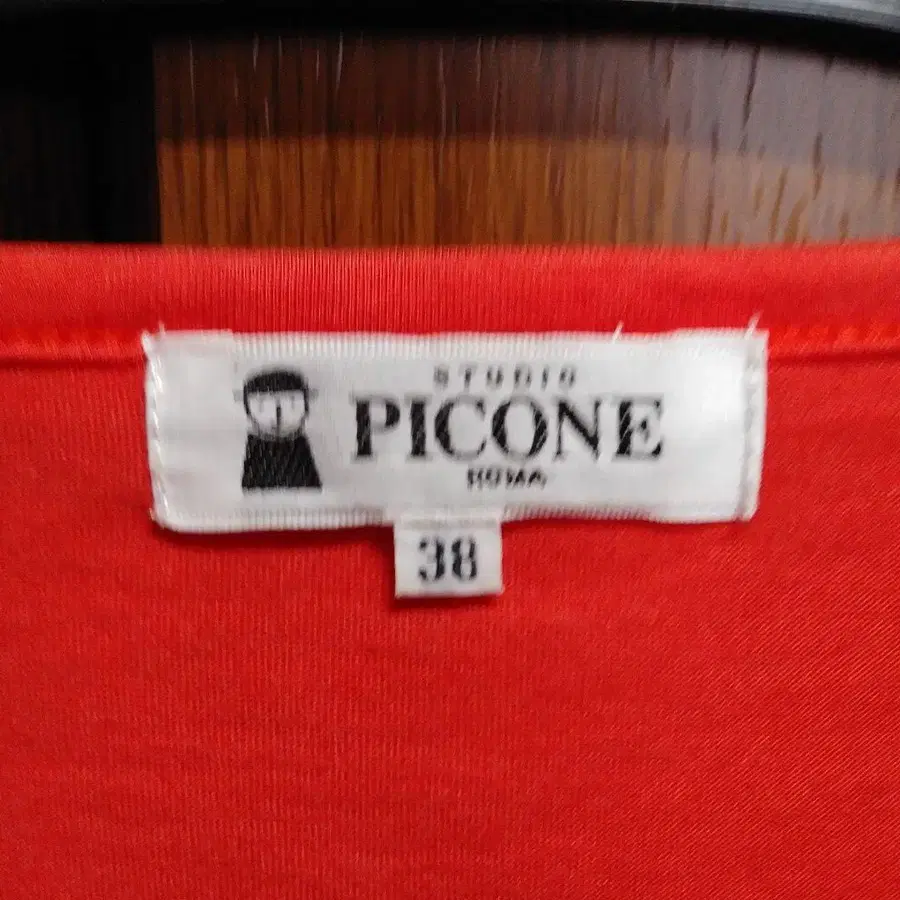 STUDIO
PICONE
ROMA
38